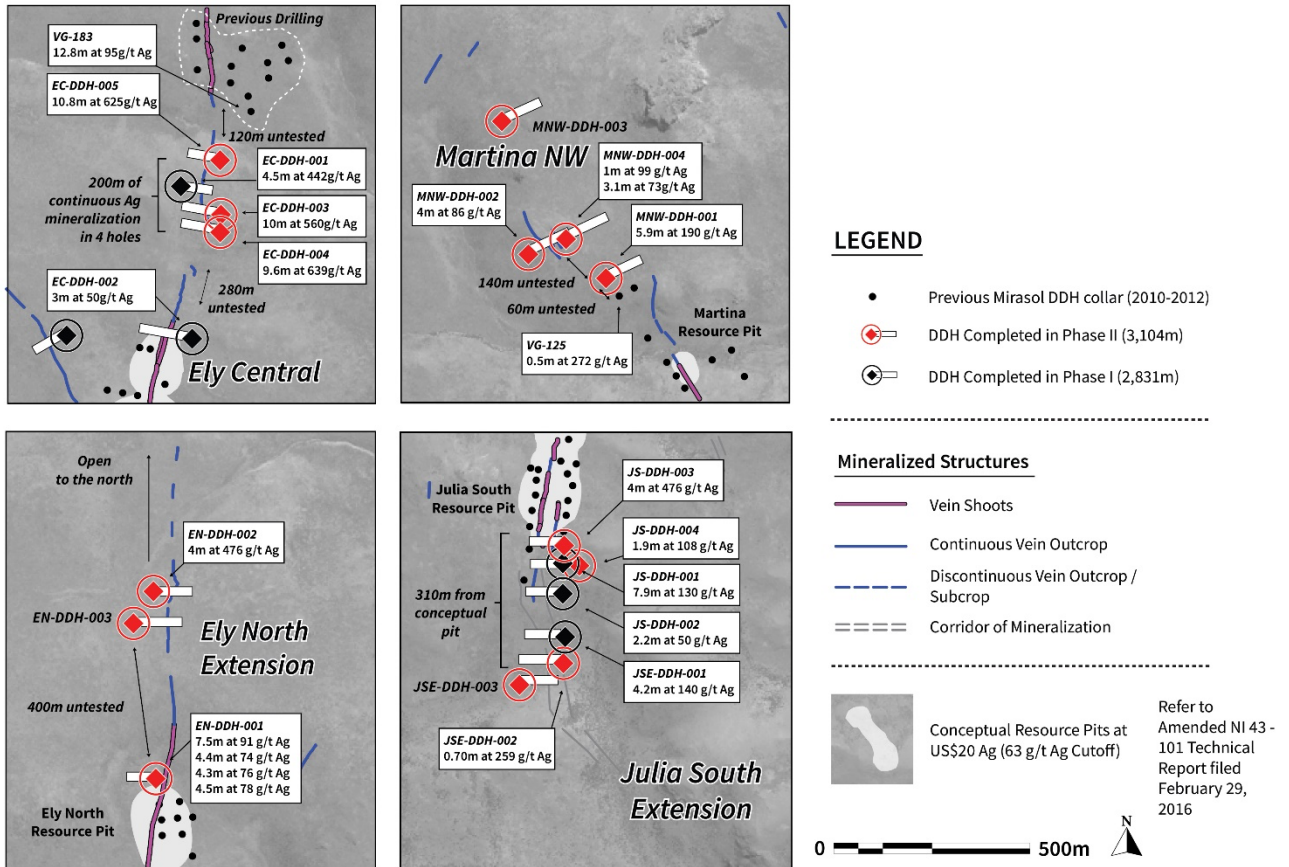 Previous Drilling
VG-183
12.8m at 95g/t Ag
EC-DDH-005
10.8m at 625g/t Ag
120m untested
EC-DDH-001
4.5m at 442g/t Ag
200m of
continuous Ag
mineralization
in 4 holes
EC-DDH-003
10m at 560g/t Ag
EC-DDH-004
9.6m at 639g/t Ag
EC-DDH-002
3m at 50g/t Ag
280m
untested
Ely Central
MNW-DDH-003
Martina NW
MNW-DDH-004
1m at 99 g/t Ag
3.1m at 73g/t Ag
MNW-DDH-002
4m at 86 g/t Ag
MNW-DDH-001
5.9m at 190 g/t Ag
140m untested
60m untested
Martina
Resource Pit
VG-125
0.5m at 272 g/t Ag
Open
to the north
EN-DDH-002
4m at 476 g/t Ag
EN-DDH-003
Ely North
Extension
400m untested
EN-DDH-001
7.5m at 91 g/t Ag
4.4m at 74 g/t Ag
4.3m at 76 g/t Ag
4.5m at 78 g/t Ag
Ely North
Resource Pit
Julia South
Resource Pit
JS-DDH-003
4m at 476 g/t Ag
JS-DDH-004
1.9m at 108 g/t Ag
JS-DDH-001
7.9m at 130 g/t Ag
310m from
conceptual
pit
JS-DDH-002
2.2m at 50 g/t Ag
JSE-DDH-001
4.2m at 140 g/t Ag
JSE-DDH-003
JSE-DDH-002
0.70m at 259 g/t Ag
Julia South
Extension
LEGEND
Previous Mirasol DDH collar (2010-2012)
DDH Completed in Phase II (3,104m)
DDH Completed in Phase I (2,831m)
Mineralized Structures
Vein Shoots
Continuous Vein Outcrop
Discontinuous Vein Outcrop /
Subcrop
Corridor of Mineralization
Conceptual Resource Pits at
US$20 Ag (63 g/t Ag Cutoff)
Refer to
Amended NI 43 -
101 Technical
Report filed
February 29,
2016
0 500m
N